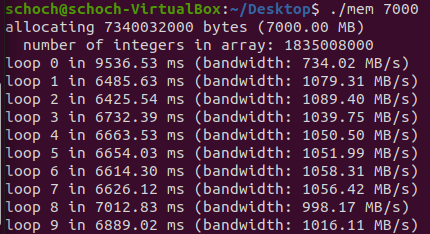 schoch@schoch-VirtualBox:~/Desktop$ ./mem 7000
allocating 7340032000 bytes (7000.00 MB)
  number of integers in array: 1835008000
loop 0 in 9536.53 ms (bandwidth: 734.02 MB/s)
loop 1 in 6485.63 ms (bandwidth: 1079.31 MB/s)
loop 2 in 6425.54 ms (bandwidth: 1089.40 MB/s)
loop 3 in 6732.39 ms (bandwidth: 1039.75 MB/s)
loop 4 in 6663.53 ms (bandwidth: 1050.50 MB/s)
loop 5 in 6654.03 ms (bandwidth: 1051.99 MB/s)
loop 6 in 6614.30 ms (bandwidth: 1058.31 MB/s)
loop 7 in 6626.12 ms (bandwidth: 1056.42 MB/s)
loop 8 in 7012.83 ms (bandwidth: 998.17 MB/s)
loop 9 in 6889.02 ms (bandwidth: 1016.11 MB/s)